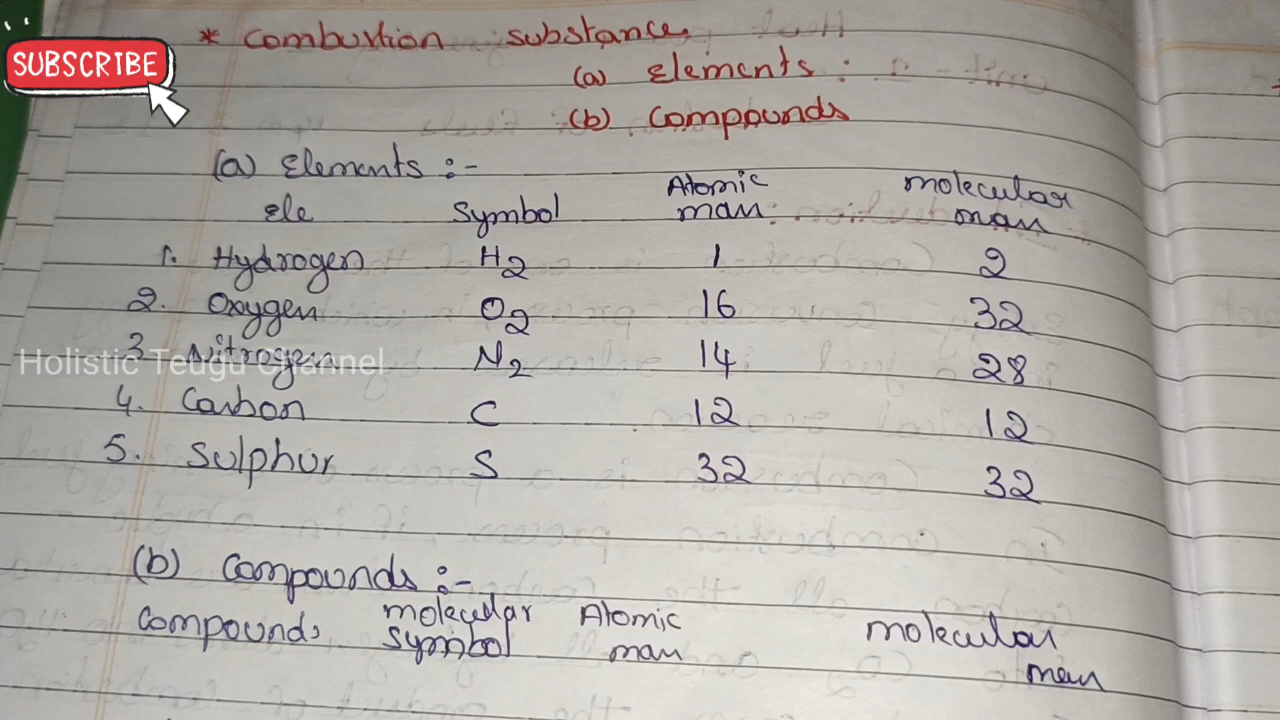 SUBSCRIBE
* Combustion substance,
(a) Elements :
(b) Compounds
(a) Elements :-
ele Symbol Atomic mass molecular mass
1. Hydrogen H2 1 2
2. Oxygen O2 16 32
3. Nitrogen N2 14 28
Holistic Teugu Channel
4. Carbon C 12 12
5. Sulphur S 32 32
(b) Compounds :-
Compounds molecular symbol Atomic mass molecular mass